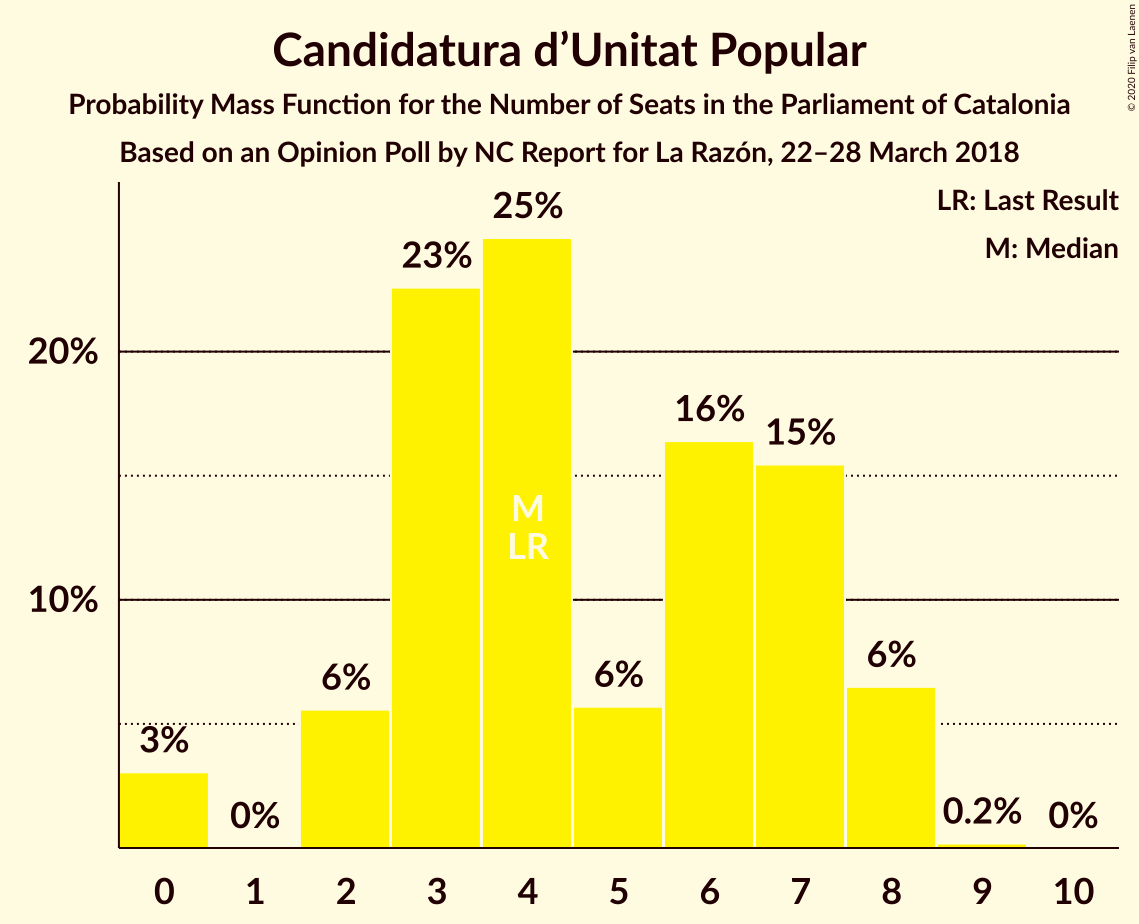 Candidatura d’Unitat Popular
Probability Mass Function for the Number of Seats in the Parliament of Catalonia
Based on an Opinion Poll by NC Report for La Razón, 22–28 March 2018
© 2020 Filip van Laenen
LR: Last Result
M: Median
25%
23%
20%
16%
15%
M
LR
10%
6%
6%
6%
3%
0%
0.2%
0%
0 1 2 3 4 5 6 7 8 9 10